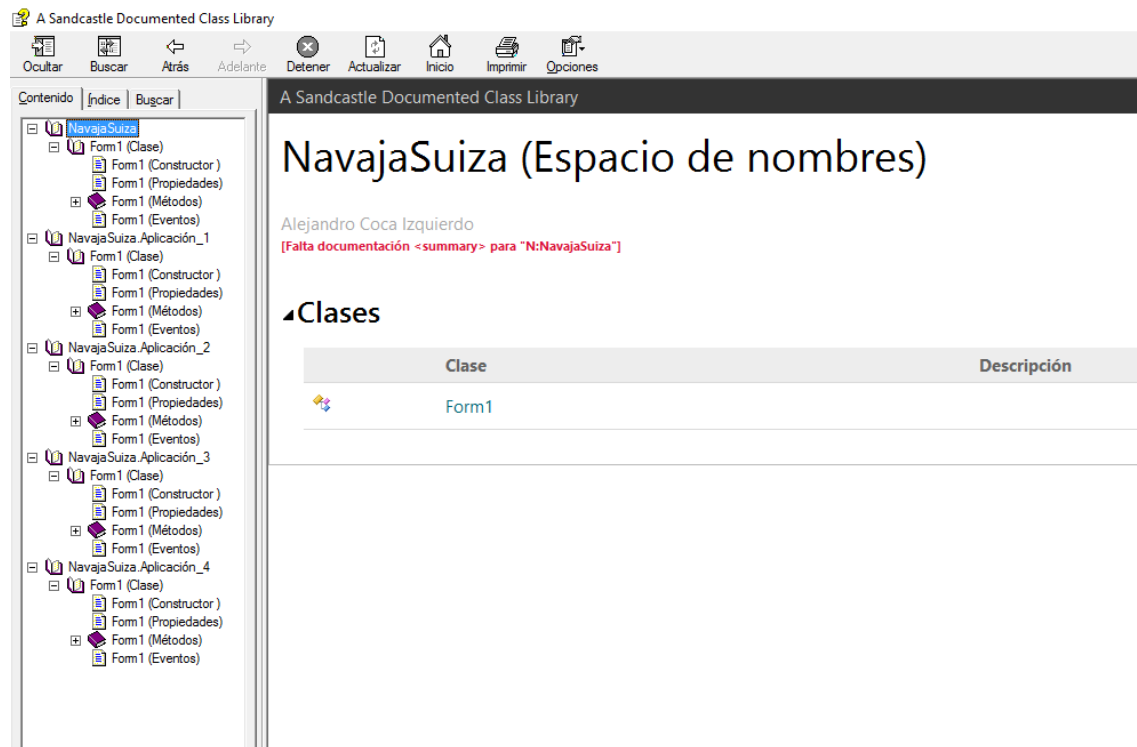 A Sandcastle Documented Class Library
Ocultar Buscar Atrás Adelante Detener Actualizar Inicio Imprimir Opciones
Contenido Índice Buscar
NavajaSuiza
Form1 (Clase)
Form1 (Constructor )
Form1 (Propiedades)
Form1 (Métodos)
Form1 (Eventos)
NavajaSuiza.Aplicación_1
Form1 (Clase)
Form1 (Constructor )
Form1 (Propiedades)
Form1 (Métodos)
Form1 (Eventos)
NavajaSuiza.Aplicación_2
Form1 (Clase)
Form1 (Constructor )
Form1 (Propiedades)
Form1 (Métodos)
Form1 (Eventos)
NavajaSuiza.Aplicación_3
Form1 (Clase)
Form1 (Constructor )
Form1 (Propiedades)
Form1 (Métodos)
Form1 (Eventos)
NavajaSuiza.Aplicación_4
Form1 (Clase)
Form1 (Constructor )
Form1 (Propiedades)
Form1 (Métodos)
Form1 (Eventos)
A Sandcastle Documented Class Library
NavajaSuiza (Espacio de nombres)
Alejandro Coca Izquierdo
[Falta documentación <summary> para "N:NavajaSuiza"]
Clases
Clase Descripción
Form1